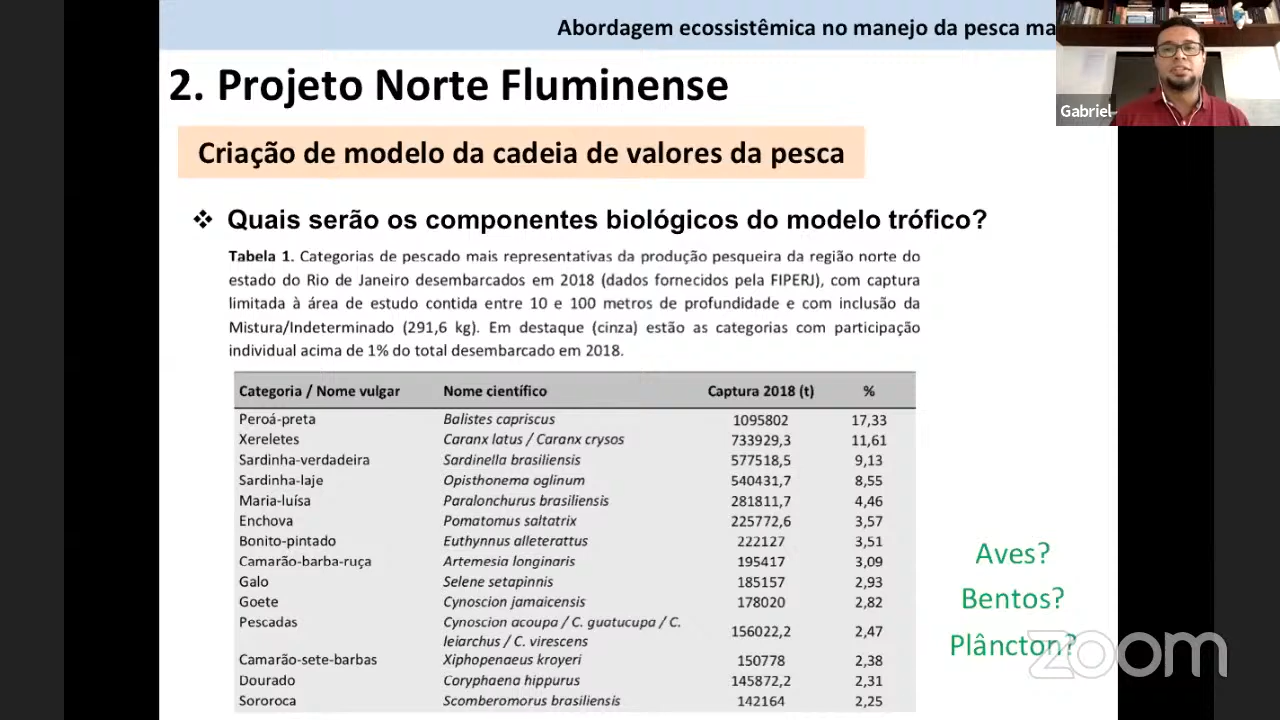 Abordagem ecossistêmica no manejo da pesca ma
Gabriel
2. Projeto Norte Fluminense
Criação de modelo da cadeia de valores da pesca
❖ Quais serão os componentes biológicos do modelo trófico?
Tabela 1. Categorias de pescado mais representativas da produção pesqueira da região norte do
estado do Rio de Janeiro desembarcados em 2018 (dados fornecidos pela FIPERJ), com captura
limitada à área de estudo contida entre 10 e 100 metros de profundidade e com inclusão da
Mistura/Indeterminado (291,6 kg). Em destaque (cinza) estão as categorias com participação
individual acima de 1% do total desembarcado em 2018.
Categoria / Nome vulgar Nome científico Captura 2018 (t) %
Peroá-preta Balistes capriscus 1095802 17,33
Xereletes Caranx latus / Caranx crysos 733929,3 11,61
Sardinha-verdadeira Sardinella brasiliensis 577518,5 9,13
Sardinha-laje Opisthonema oglinum 540431,7 8,55
Maria-luísa Paralonchurus brasiliensis 281811,7 4,46
Enchova Pomatomus saltatrix 225772,6 3,57
Bonito-pintado Euthynnus alleterattus 222127 3,51
Camarão-barba-ruça Artemesia longinaris 195417 3,09
Galo Selene setapinnis 185157 2,93
Goete Cynoscion jamaicensis 178020 2,82
Pescadas Cynoscion acoupa / C. guatucupa / C.
leiarchus / C. virescens 156022,2 2,47
Camarão-sete-barbas Xiphopenaeus kroyeri 150778 2,38
Dourado Coryphaena hippurus 145872,2 2,31
Sororoca Scomberomorus brasiliensis 142164 2,25
Aves?
Bentos?
Plâncton?
zoom